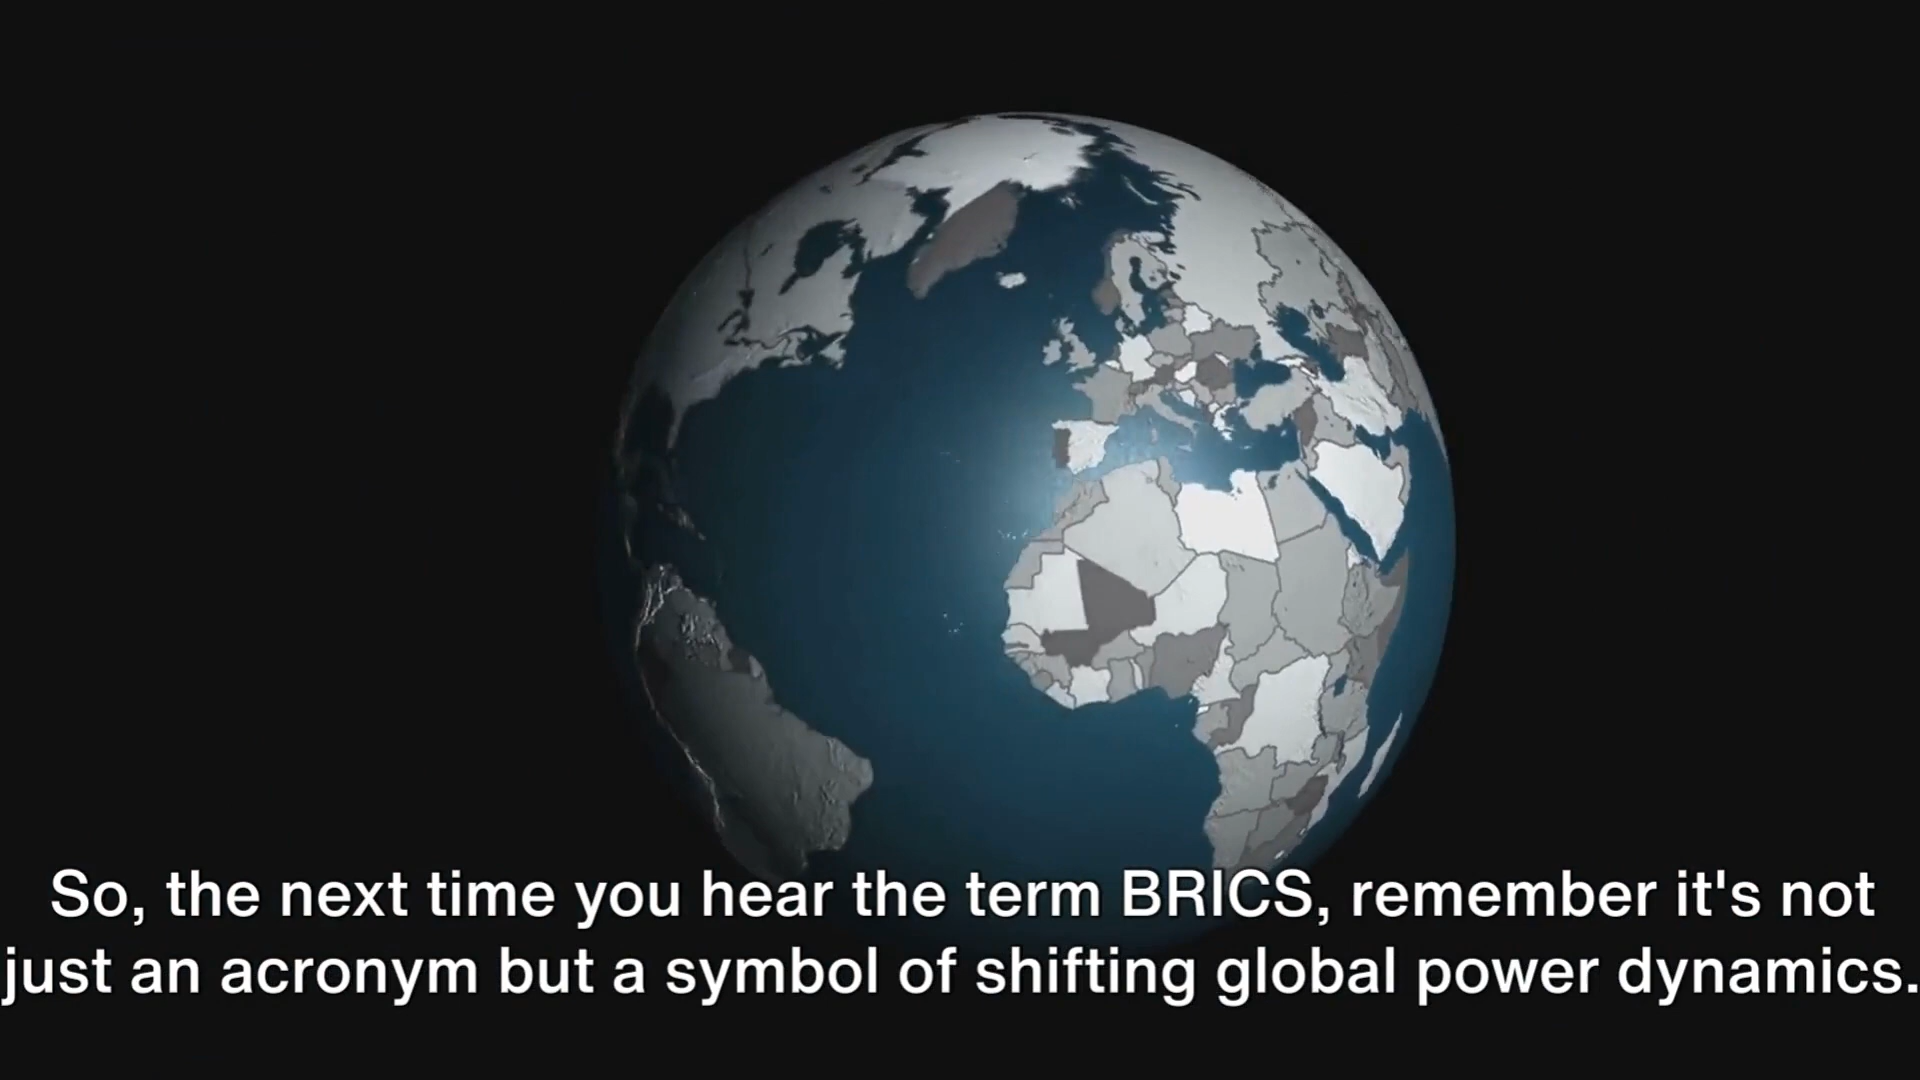 So, the next time you hear the term BRICS, remember it's not
just an acronym but a symbol of shifting global power dynamics.